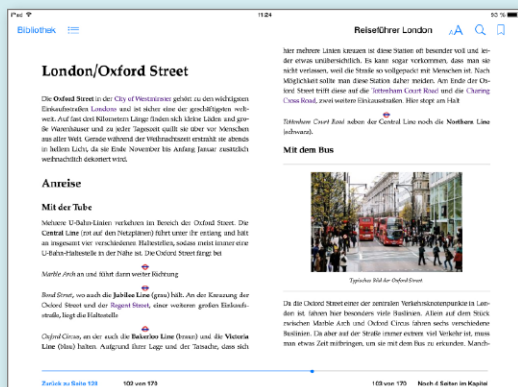 iPad
11:24
93 %
Bibliothek
Reiseführer London
AA
London/Oxford Street
Die Oxford Street in der City of Westminster gehört zu den wichtigsten
Einkaufsstraßen Londons und ist sicher eine der geschäftigsten welt-
weit. Auf fast drei Kilometern Länge finden sich kleine Läden und gro-
ße Warenhäuser und zu jeder Tageszeit quillt sie über vor Menschen
aus aller Welt. Gerade während der Weihnachtszeit erstrahlt sie abends
in hellem Licht, da sie Ende November bis Anfang Januar zusätzlich
weihnachtlich dekoriert wird.
Anreise
Mit der Tube
Mehrere U-Bahn-Linien verkehren im Bereich der Oxford Street. Die
Central Line (rot auf den Netzplänen) führt unter ihr entlang und hält
an insgesamt vier verschiedenen Haltestellen, sodass meist immer eine
U-Bahn-Haltestelle in der Nähe ist. Die Oxford Street fängt bei
Marble Arch an und führt dann weiter Richtung
Bond Street, wo auch die Jubilee Line (grau) hält. An der Kreuzung der
Oxford Street und der Regent Street, einer weiteren großen Einkaufs-
straße, liegt die Haltestelle
Oxford Circus, an der auch die Bakerloo Line (braun) und die Victoria
Line (blau) halten. Aufgrund ihrer Lage und der Tatsache, dass sich
hier mehrere Linien kreuzen ist diese Station oft besonder voll und lei-
der etwas unübersichtlich. Es kann sogar vorkommen, dass man sie
nicht verlassen, weil die Straße so vollgepackt mit Menschen ist. Nach
Möglichkeit sollte man diese Station daher meiden. Am Ende der Ox-
ford Street trifft diese auf die Tottenham Court Road und die Charing
Cross Road, zwei weitere Einkaufsstraßen. Hier stopt am Halt
Tottenham Court Road neben der Central Line noch die Northern Line
(schwarz).
Mit dem Bus
Typisches Bild der Oxford Street
Da die Oxford Street einer der zentralen Verkehrsknotenpunkte in Lon-
don ist, fahren hier besonders viele Buslinien. Allein auf dem Stück
zwischen Marble Arch und Oxford Circus fahren sechs verschiedene
Buslinien. Da aber auf der Straße immer extrem viel Verkehr ist, muss
man etwas Zeit mitbringen, um sie mit dem Bus zu erkunden. Manch-
Zurück zu Seite 120
102 von 170
103 von 170
Noch 4 Seiten im Kapitel